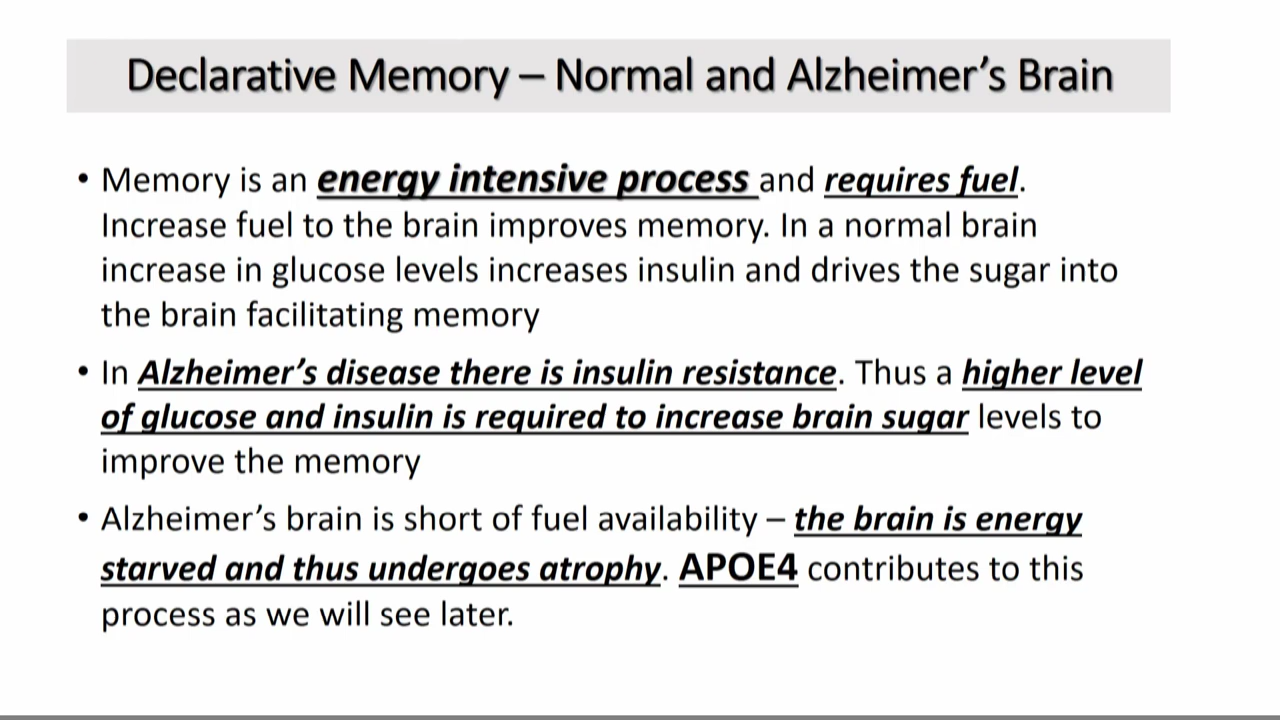 Declarative Memory – Normal and Alzheimer’s Brain
• Memory is an energy intensive process and requires fuel.
Increase fuel to the brain improves memory. In a normal brain
increase in glucose levels increases insulin and drives the sugar into
the brain facilitating memory
• In Alzheimer’s disease there is insulin resistance. Thus a higher level
of glucose and insulin is required to increase brain sugar levels to
improve the memory
• Alzheimer’s brain is short of fuel availability – the brain is energy
starved and thus undergoes atrophy. APOE4 contributes to this
process as we will see later.